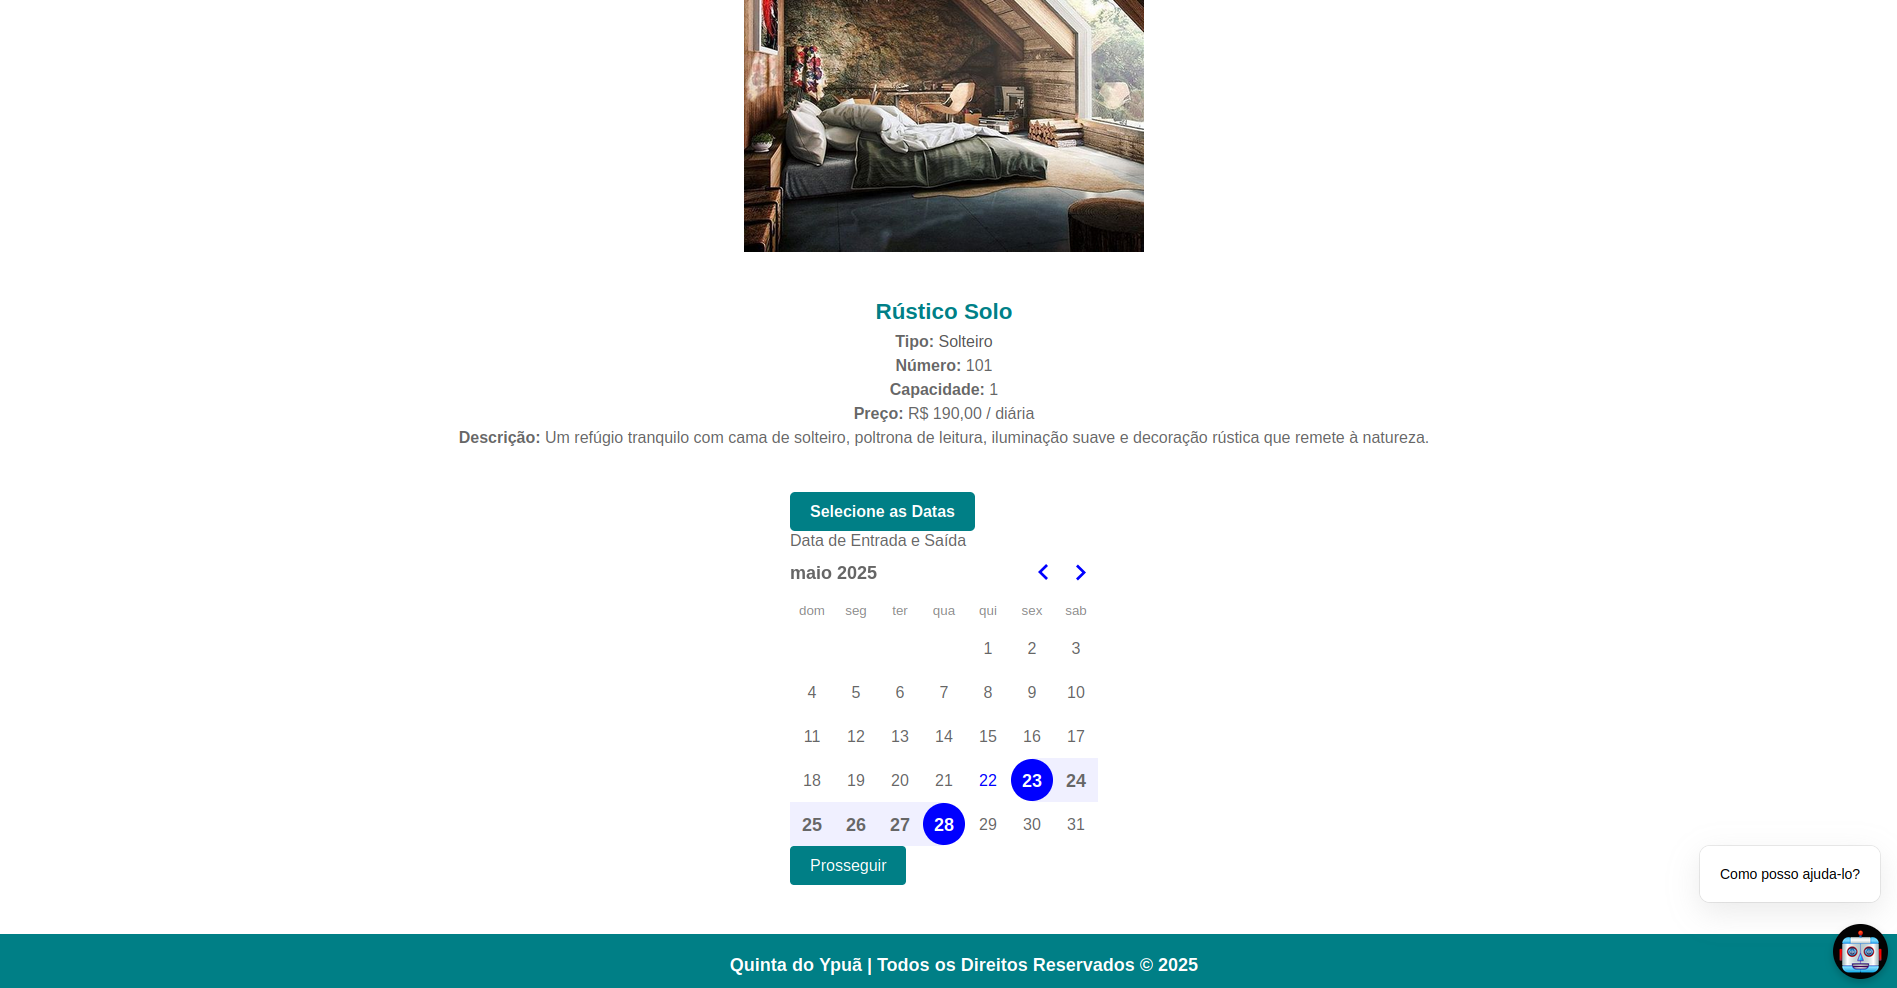 Rústico Solo
Tipo: Solteiro
Número: 101
Capacidade: 1
Preço: R$ 190,00 / diária
Descrição: Um refúgio tranquilo com cama de solteiro, poltrona de leitura, iluminação suave e decoração rústica que remete à natureza.
Selecione as Datas
Data de Entrada e Saída
maio 2025
dom seg ter qua qui sex sab
1 2 3
4 5 6 7 8 9 10
11 12 13 14 15 16 17
18 19 20 21 22 23 24
25 26 27 28 29 30 31
Prosseguir
Como posso ajuda-lo?
Quinta do Ypuã | Todos os Direitos Reservados © 2025